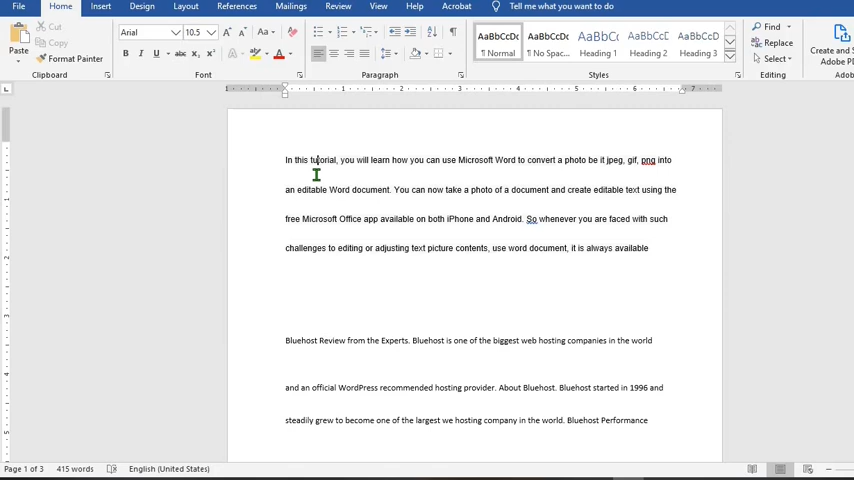 File Home Insert Design Layout References Mailings Review View Help Acrobat Tell me what you want to do
Cut
Copy
Paste
Format Painter
Arial 10.5
Clipboard Font Paragraph Styles Editing
AaBbCcDc AaBbCcDc AaBbCc AaBbCcD AaBbCcD
¶ Normal ¶ No Spac... Heading 1 Heading 2 Heading 3
Find
Replace
Select
Create and S
Adobe PD
Adoba
In this tutorial, you will learn how you can use Microsoft Word to convert a photo be it jpeg, gif, png into
an editable Word document. You can now take a photo of a document and create editable text using the
free Microsoft Office app available on both iPhone and Android. So whenever you are faced with such
challenges to editing or adjusting text picture contents, use word document, it is always available
Bluehost Review from the Experts. Bluehost is one of the biggest web hosting companies in the world
and an official WordPress recommended hosting provider. About Bluehost. Bluehost started in 1996 and
steadily grew to become one of the largest we hosting company in the world. Bluehost Performance
Page 1 of 3 415 words English (United States)